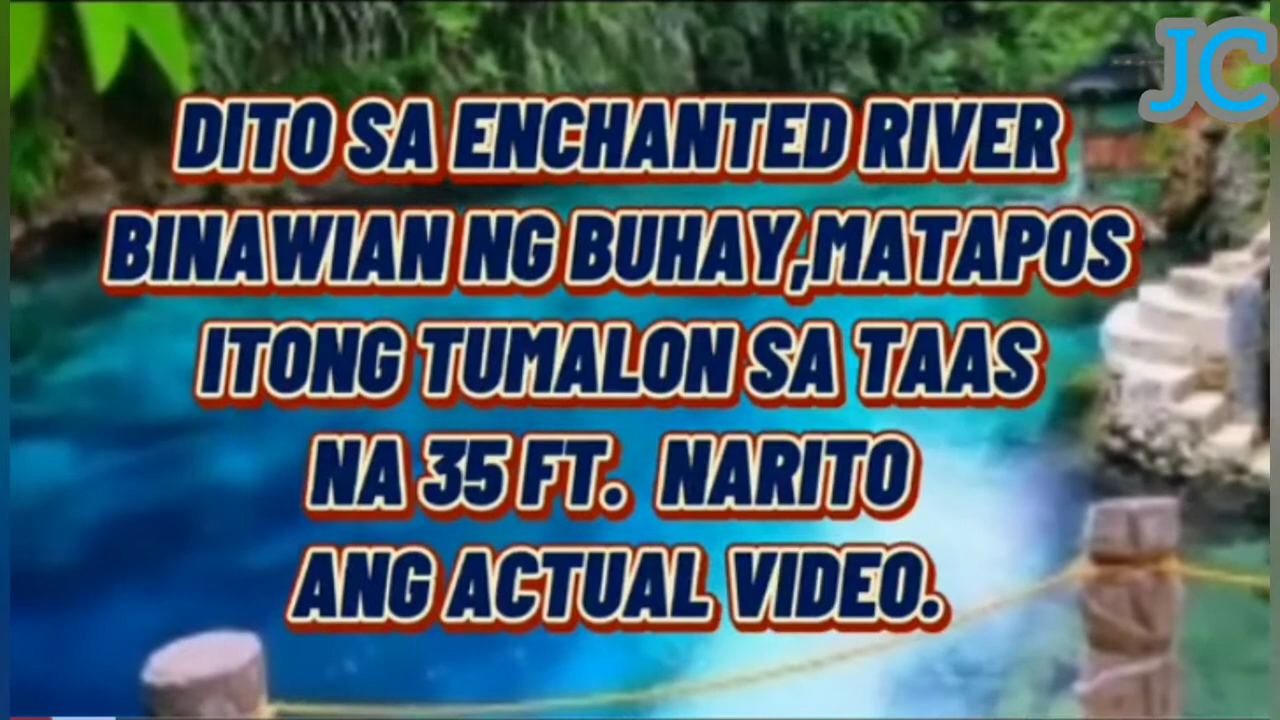 JC
DITO SA ENCHANTED RIVER
BINAWIAN NG BUHAY,MATAPOS
ITONG TUMALON SA TAAS
NA 35 FT. NARITO
ANG ACTUAL VIDEO.